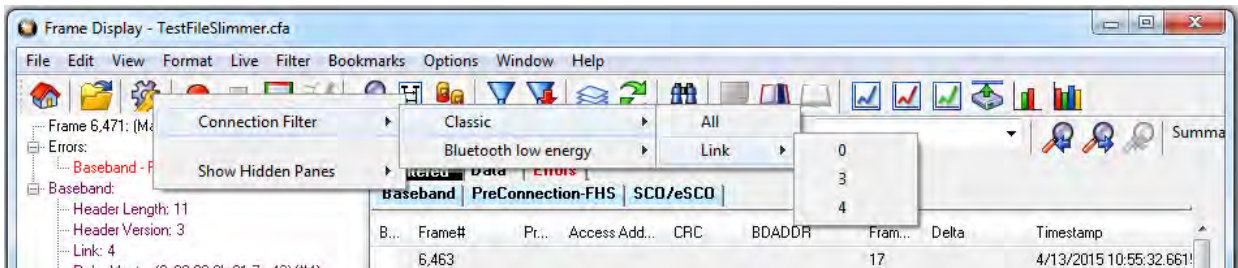 Frame Display - TestFileSlimmer.cfa
File Edit View Format Live Filter Bookmarks Options Window Help
Frame 6,471: (Ma
Connection Filter
Classic
All
Summa
Errors:
Bluetooth low energy
Link
0
Baseband - F
Show Hidden Panes
Data Errors
3
Baseband:
Baseband PreConnection-FHS SCO/eSCO
4
Header Length: 11
Header Version: 3
B... Frame# Pr... Access Add... CRC BDADDR Fram... Delta Timestamp
Link: 4
6,463 17 4/13/2015 10:55:32.661